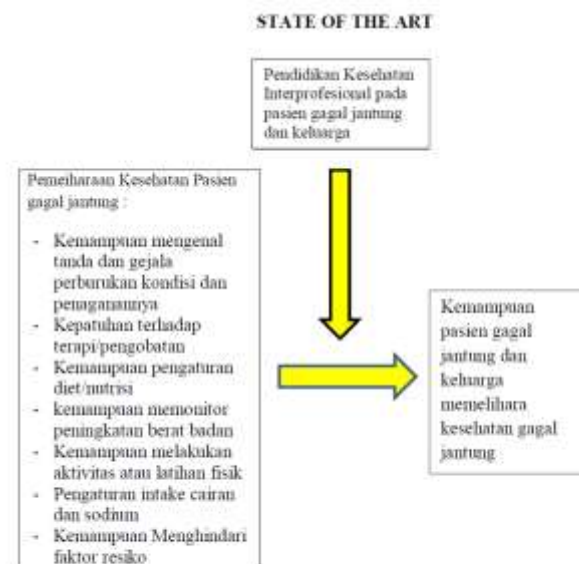 STATE OF THE ART
Pendidikan Kesehatan
Interprofesional pada
pasien gagal jantung
dan keluarga
Pemeiharaan Kesehatan Pasien
gagal jantung :
- Kemampuan mengenal
tanda dan gejala
perburukan kondisi dan
penaganannya
- Kepatuhan terhadap
terapi/pengobatan
- Kemampuan pengaturan
diet/nutrisi
- kemampuan memonitor
peningkatan berat badan
- Kemampuan melakukan
aktivitas atau latihan fisik
- Pengaturan intake cairan
dan sodium
- Kemampuan Menghindari
faktor resiko
Kemampuan
pasien gagal
jantung dan
keluarga
memelihara
kesehatan gagal
jantung